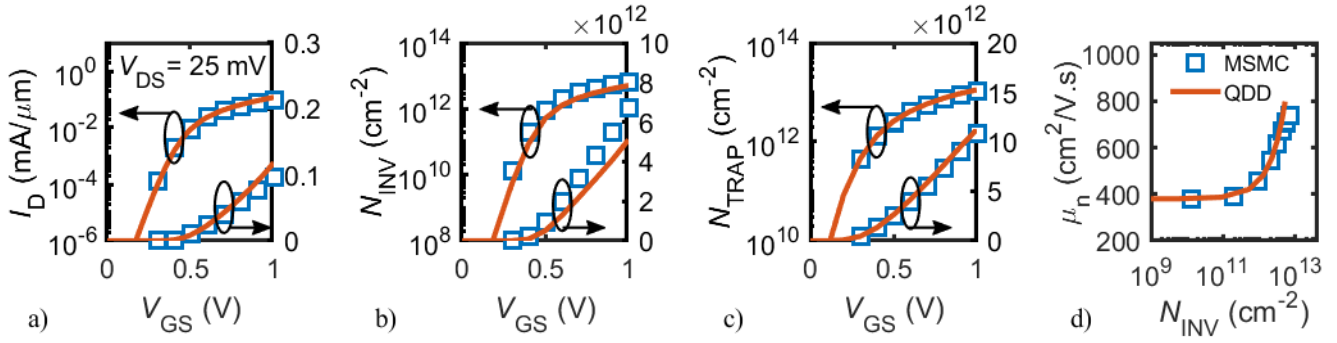 I_D (mA/μm)
10^0
10^-2
10^-4
10^-6
V_DS = 25 mV
0.3
0.2
0.1
0
0 0.5 1
V_GS (V)
a)
×10^12
N_INV (cm^-2)
10^14
10^12
10^10
10^8
10
8
6
4
2
0
0 0.5 1
V_GS (V)
b)
×10^12
N_TRAP (cm^-2)
10^14
10^12
10^10
20
15
10
5
0
0 0.5 1
V_GS (V)
c)
μ_n (cm^2/V.s)
1000
800
600
400
200
MSMC
QDD
10^9 10^11 10^13
N_INV (cm^-2)
d)